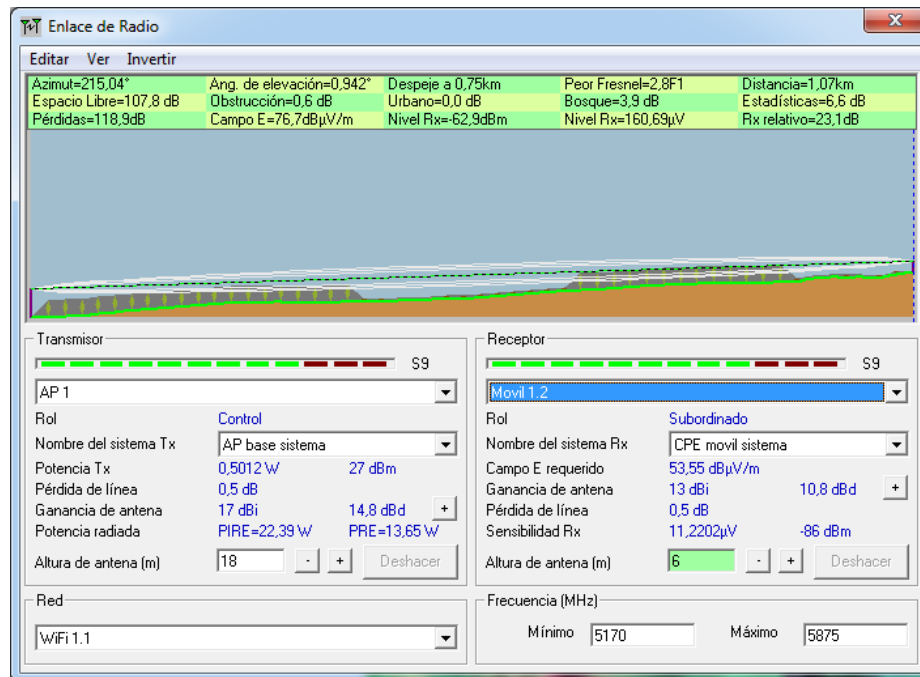 Enlace de Radio
Editar Ver Invertir
Azimut=215,04° Ang. de elevación=0,942° Despeje a 0,75km Peor Fresnel=2,8F1 Distancia=1,07km
Espacio Libre=107,8 dB Obstrucción=0,6 dB Urbano=0,0 dB Bosque=3,9 dB Estadísticas=6,6 dB
Pérdidas=118,9dB Campo E=76,7dBµV/m Nivel Rx=-62,9dBm Nivel Rx=160,69µV Rx relativo=23,1dB
Transmisor
S9
AP 1
Rol Control
Nombre del sistema Tx AP base sistema
Potencia Tx 0,5012 W 27 dBm
Pérdida de línea 0,5 dB
Ganancia de antena 17 dBi 14,8 dBd +
Potencia radiada PIRE=22,39 W PRE=13,65 W
Altura de antena (m) 18 - + Deshacer
Receptor
S9
Movil 1.2
Rol Subordinado
Nombre del sistema Rx CPE movil sistema
Campo E requerido 53,55 dBµV/m
Ganancia de antena 13 dBi 10,8 dBd +
Pérdida de línea 0,5 dB
Sensibilidad Rx 11,2202µV -86 dBm
Altura de antena (m) 6 - + Deshacer
Red
WiFi 1.1
Frecuencia (MHz)
Mínimo 5170 Máximo 5875